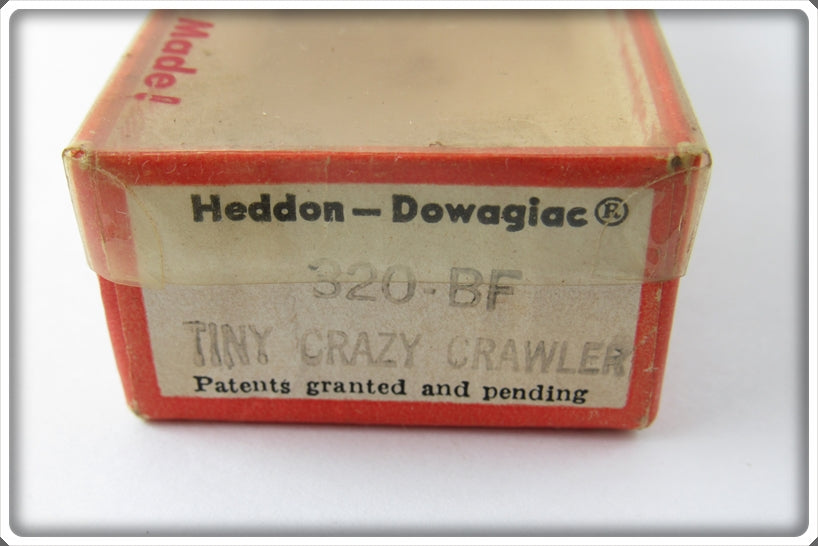 Made!
Heddon — Dowagiac®
320-BF
TINY CRAZY CRAWLER
Patents granted and pending